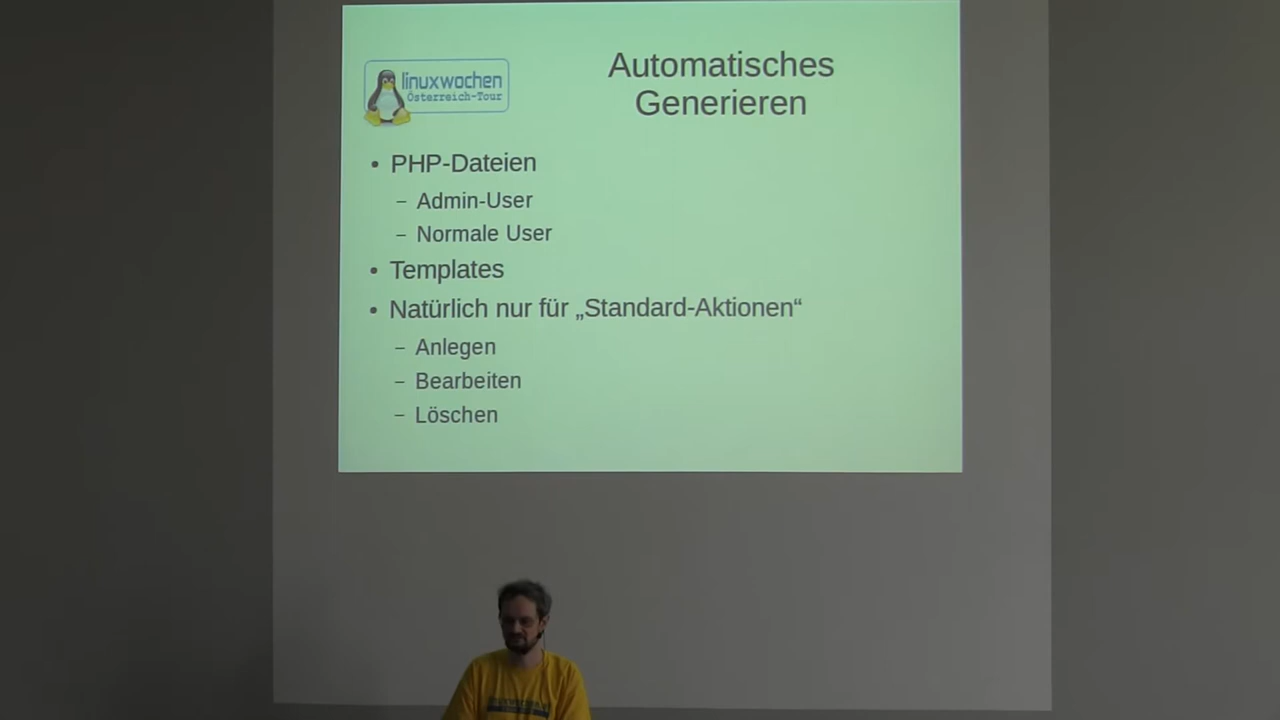 linuxwochen
Österreich-Tour
Automatisches
Generieren
• PHP-Dateien
– Admin-User
– Normale User
• Templates
• Natürlich nur für „Standard-Aktionen“
– Anlegen
– Bearbeiten
– Löschen